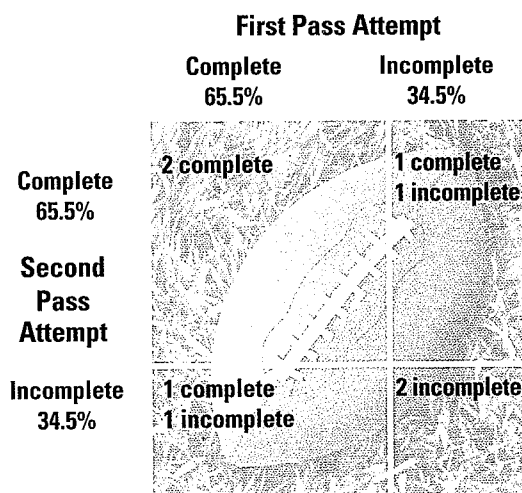 First Pass Attempt
Complete
65.5%
Incomplete
34.5%
Complete
65.5%
2 complete
1 complete
1 incomplete
Second
Pass
Attempt
Incomplete
34.5%
1 complete
1 incomplete
2 incomplete